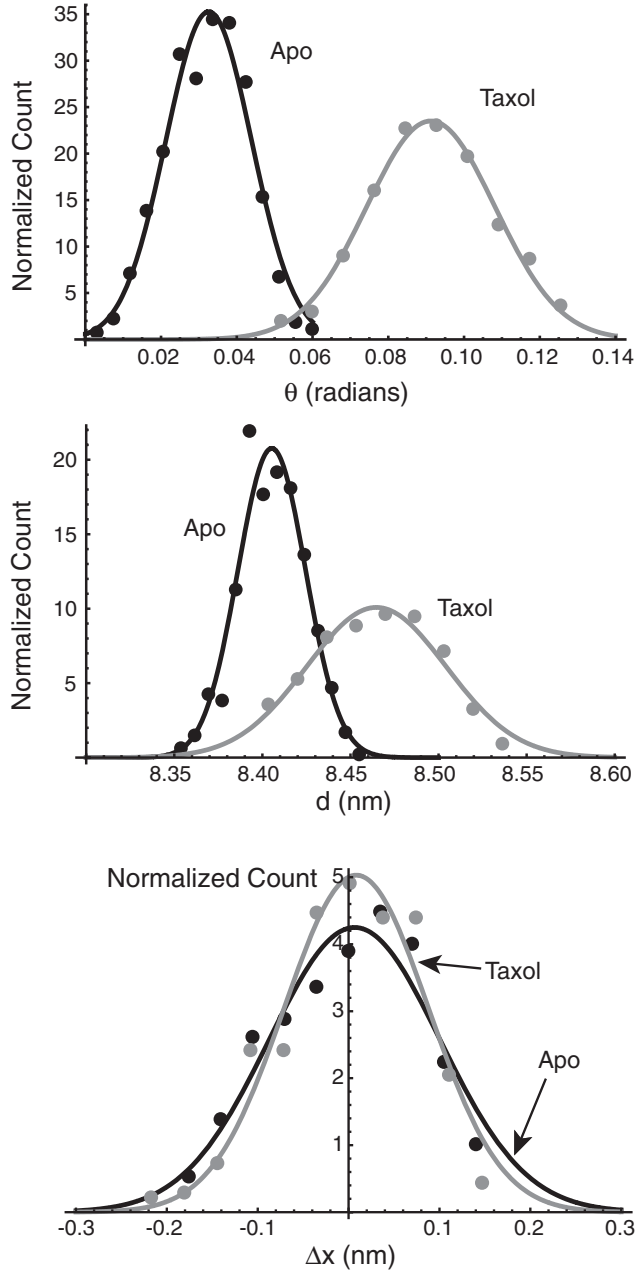 35
30
25
20
15
10
5
Normalized Count
Apo
Taxol
0.02 0.04 0.06 0.08 0.10 0.12 0.14
θ (radians)
20
15
10
5
Normalized Count
Apo
Taxol
8.35 8.40 8.45 8.50 8.55 8.60
d (nm)
Normalized Count
5
4
3
2
1
Taxol
Apo
-0.3 -0.2 -0.1 0.1 0.2 0.3
Δx (nm)